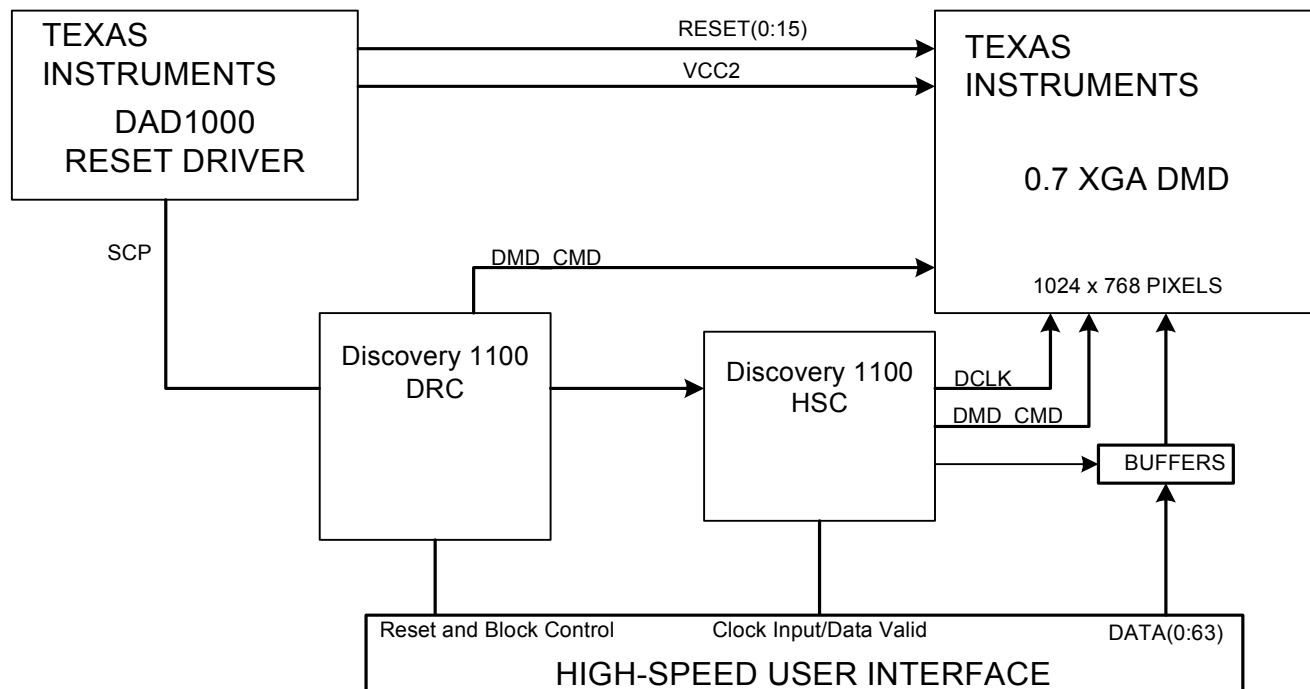 TEXAS
INSTRUMENTS
DAD1000
RESET DRIVER
RESET(0:15)
VCC2
TEXAS
INSTRUMENTS
0.7 XGA DMD
1024 x 768 PIXELS
SCP
DMD_CMD
Discovery 1100
DRC
Discovery 1100
HSC
DCLK
DMD_CMD
BUFFERS
Reset and Block Control
Clock Input/Data Valid
DATA(0:63)
HIGH-SPEED USER INTERFACE